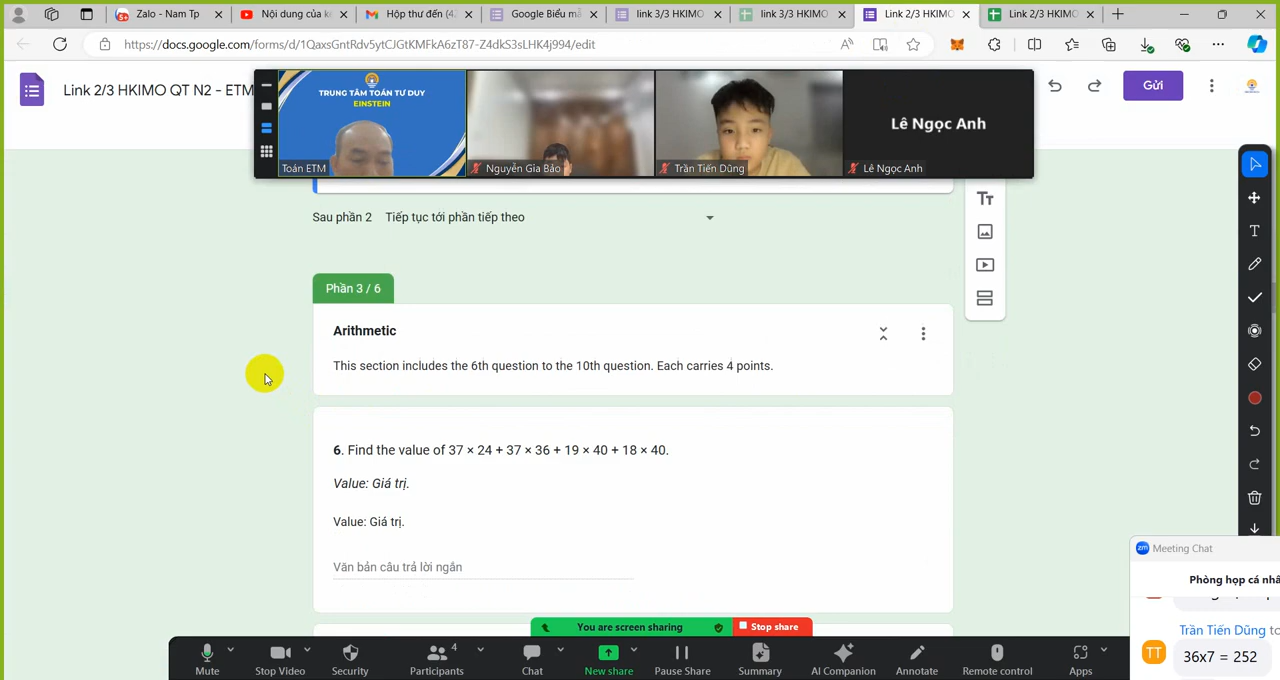 Zalo - Nam Tp
Nội dung của k
Hộp thư đến (4
Google Biểu m
link 3/3 HKIMO
link 3/3 HKIMO
Link 2/3 HKIMO
Link 2/3 HKIMO
https://docs.google.com/forms/d/1QaxsGntRdv5ytCJGtKMFkA6zT87-Z4dkS3sLHK4j994/edit
Link 2/3 HKIMO QT N2 - ETM
Gửi
TRUNG TÂM TOÁN TƯ DUY
EINSTEIN
Toán ETM
Nguyễn Gia Bảo
Trần Tiến Dũng
Lê Ngọc Anh
Lê Ngọc Anh
Sau phần 2 Tiếp tục tới phần tiếp theo
Phần 3 / 6
Arithmetic
This section includes the 6th question to the 10th question. Each carries 4 points.
6. Find the value of 37 × 24 + 37 × 36 + 19 × 40 + 18 × 40.
Value: Giá trị.
Value: Giá trị.
Văn bản câu trả lời ngắn
You are screen sharing
Stop share
Meeting Chat
Phòng họp cá nhâ
Trần Tiến Dũng to
TT
36x7 = 252
Mute
Stop Video
Security
4
Participants
Chat
New share
Pause Share
Summary
AI Companion
Annotate
Remote control
Apps